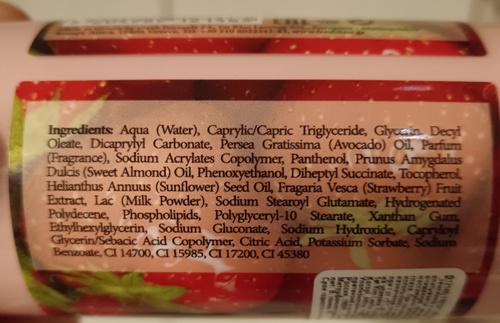 Ingredients: Aqua (Water), Caprylic/Capric Triglyceride, Glycerin, Decyl
Oleate, Dicaprylyl Carbonate, Persea Gratissima (Avocado) Oil, Parfum
(Fragrance), Sodium Acrylates Copolymer, Panthenol, Prunus Amygdalus
Dulcis (Sweet Almond) Oil, Phenoxyethanol, Diheptyl Succinate, Tocopherol,
Helianthus Annuus (Sunflower) Seed Oil, Fragaria Vesca (Strawberry) Fruit
Extract, Lac (Milk Powder), Sodium Stearoyl Glutamate, Hydrogenated
Polydecene, Phospholipids, Polyglyceryl-10 Stearate, Xanthan Gum,
Ethylhexylglycerin, Sodium Gluconate, Sodium Hydroxide, Capryloyl
Glycerin/Sebacic Acid Copolymer, Citric Acid, Potassium Sorbate, Sodium
Benzoate, CI 14700, CI 15985, CI 17200, CI 45380